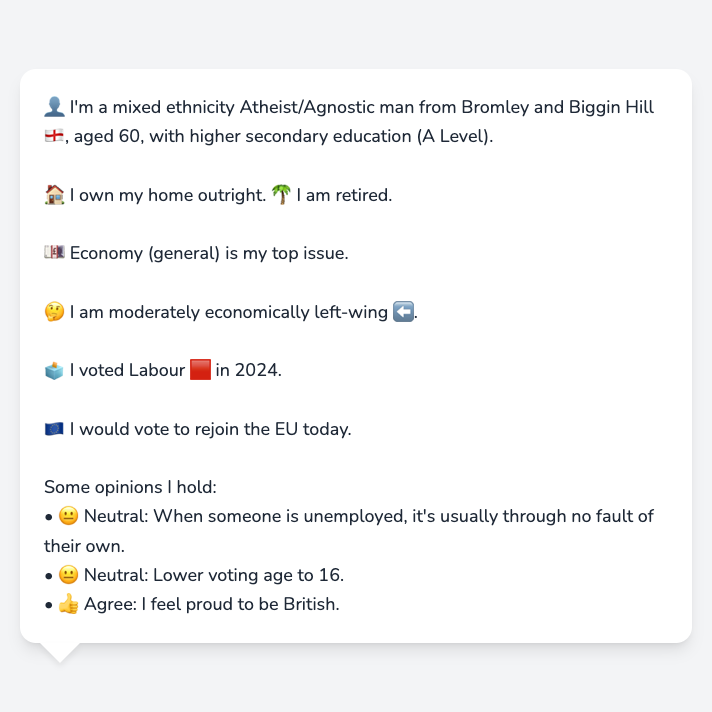 👤 I'm a mixed ethnicity Atheist/Agnostic man from Bromley and Biggin Hill
🏴󠁧󠁢󠁥󠁮󠁧󠁿, aged 60, with higher secondary education (A Level).
🏠 I own my home outright. 🌴 I am retired.
💷 Economy (general) is my top issue.
🤔 I am moderately economically left-wing ⬅️.
🗳️ I voted Labour 🟥 in 2024.
🇪🇺 I would vote to rejoin the EU today.
Some opinions I hold:
• 😐 Neutral: When someone is unemployed, it's usually through no fault of
their own.
• 😐 Neutral: Lower voting age to 16.
• 👍 Agree: I feel proud to be British.